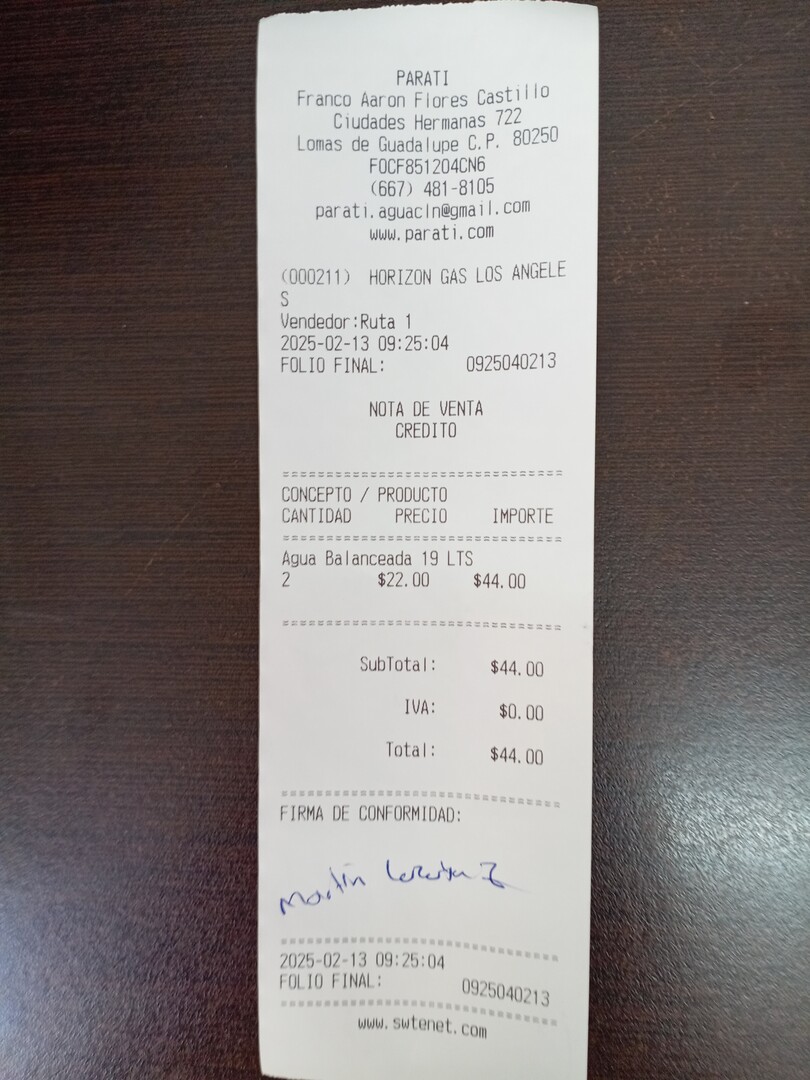 PARATI
Franco Aaron Flores Castillo
Ciudades Hermanas 722
Lomas de Guadalupe C.P. 80250
FOCF851204CN6
(667) 481-8105
parati.aguacln@gmail.com
www.parati.com
(000211) HORIZON GAS LOS ANGELE
S
Vendedor:Ruta 1
2025-02-13 09:25:04
FOLIO FINAL: 0925040213
NOTA DE VENTA
CREDITO
==================================
CONCEPTO / PRODUCTO
CANTIDAD PRECIO IMPORTE
==================================
Agua Balanceada 19 LTS
2 $22.00 $44.00
==================================
SubTotal: $44.00
IVA: $0.00
Total: $44.00
==================================
FIRMA DE CONFORMIDAD:
Martin
==================================
2025-02-13 09:25:04
FOLIO FINAL: 0925040213
==================================
www.swtenet.com